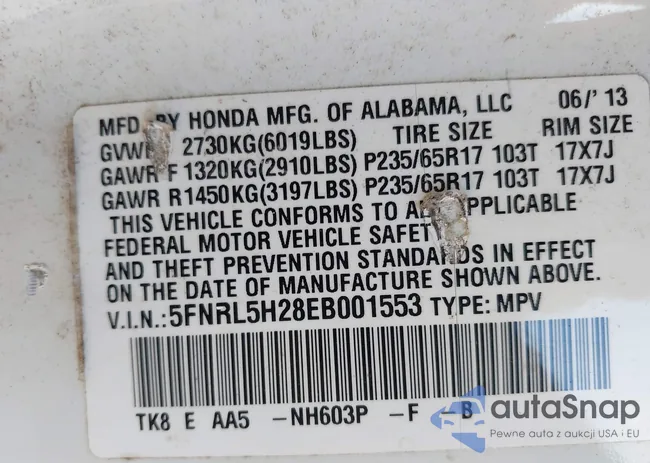 MFD. BY HONDA MFG. OF ALABAMA, LLC 06/'13
GVWR 2730KG(6019LBS) TIRE SIZE RIM SIZE
GAWR F 1320KG(2910LBS) P235/65R17 103T 17X7J
GAWR R1450KG(3197LBS) P235/65R17 103T 17X7J
THIS VEHICLE CONFORMS TO ALL APPLICABLE
FEDERAL MOTOR VEHICLE SAFETY
AND THEFT PREVENTION STANDARDS IN EFFECT
ON THE DATE OF MANUFACTURE SHOWN ABOVE.
V.I.N.:5FNRL5H28EB001553 TYPE: MPV
TK8 E AA5 -NH603P -F -B
autaSnap
Pewne auta z aukcji USA i EU